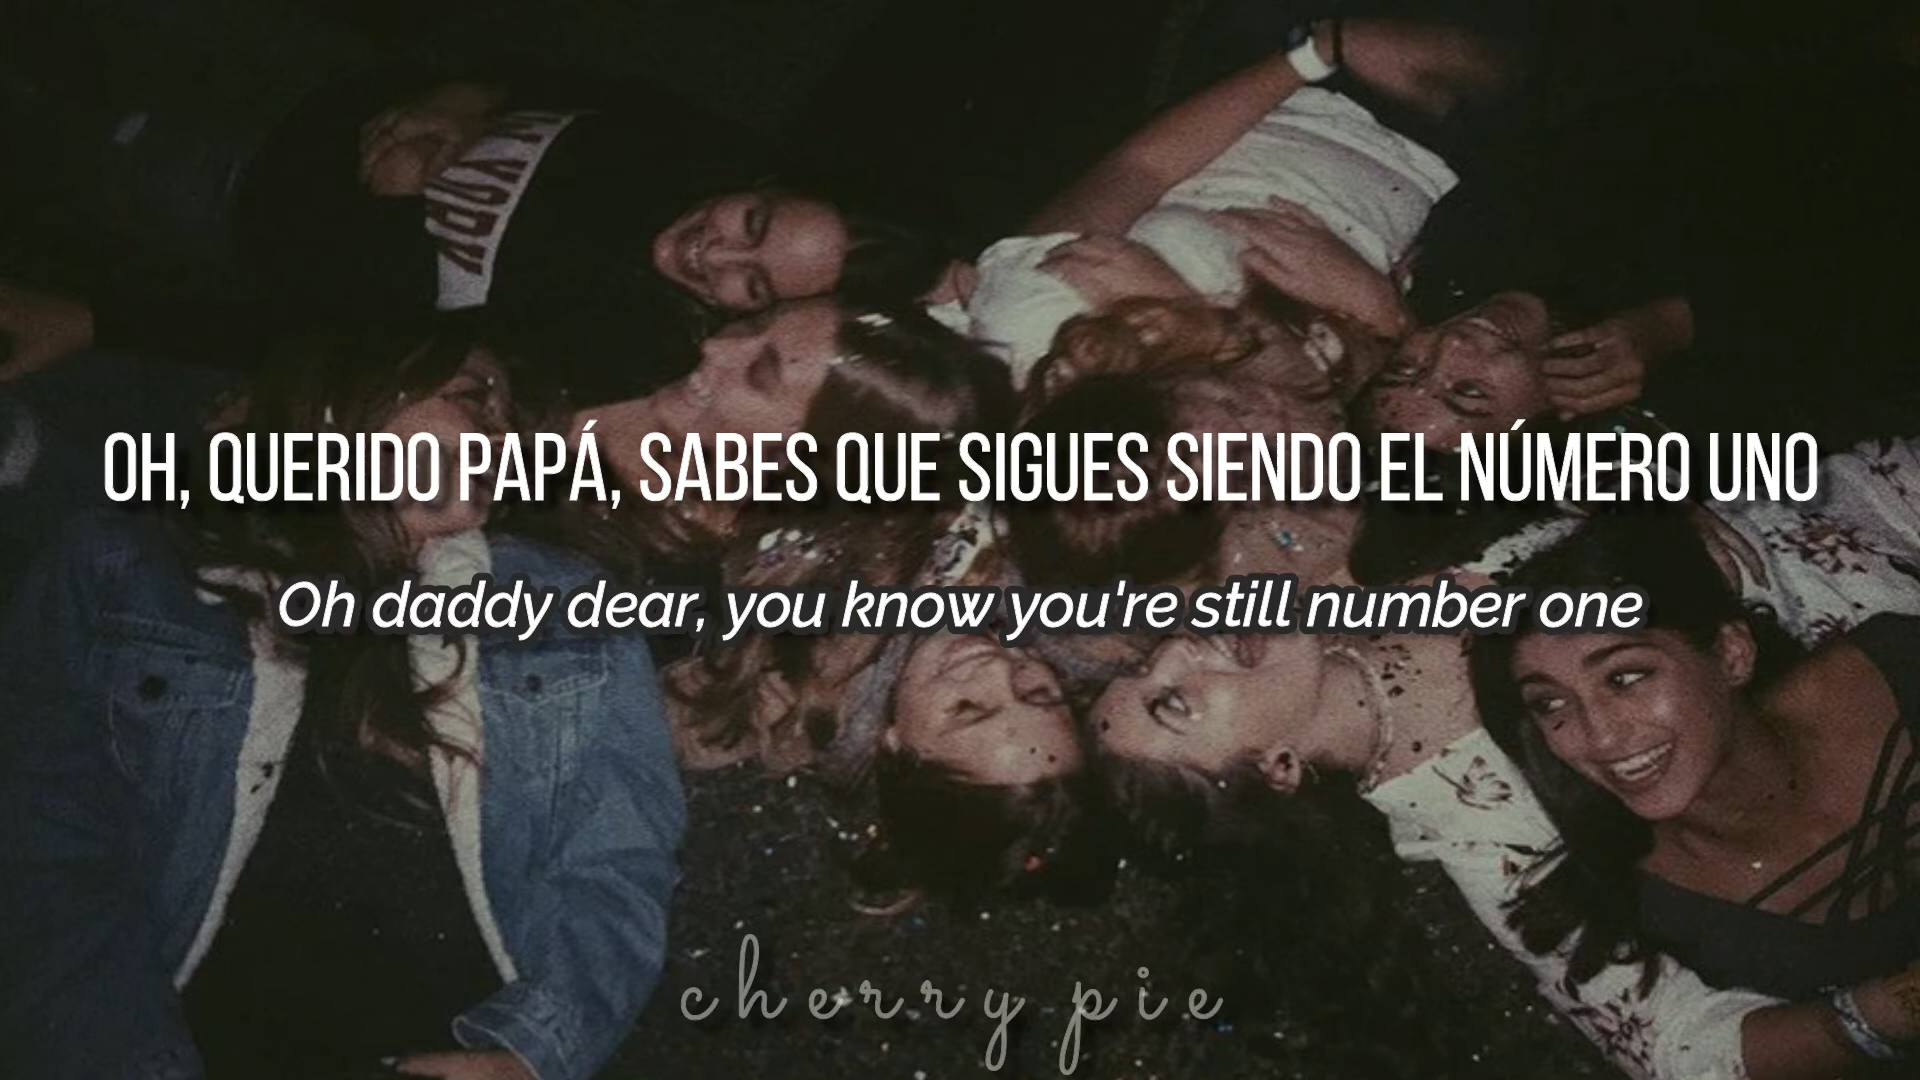 OH, QUERIDO PAPÁ, SABES QUE SIGUES SIENDO EL NÚMERO UNO
Oh daddy dear, you know you're still number one
cherry pie